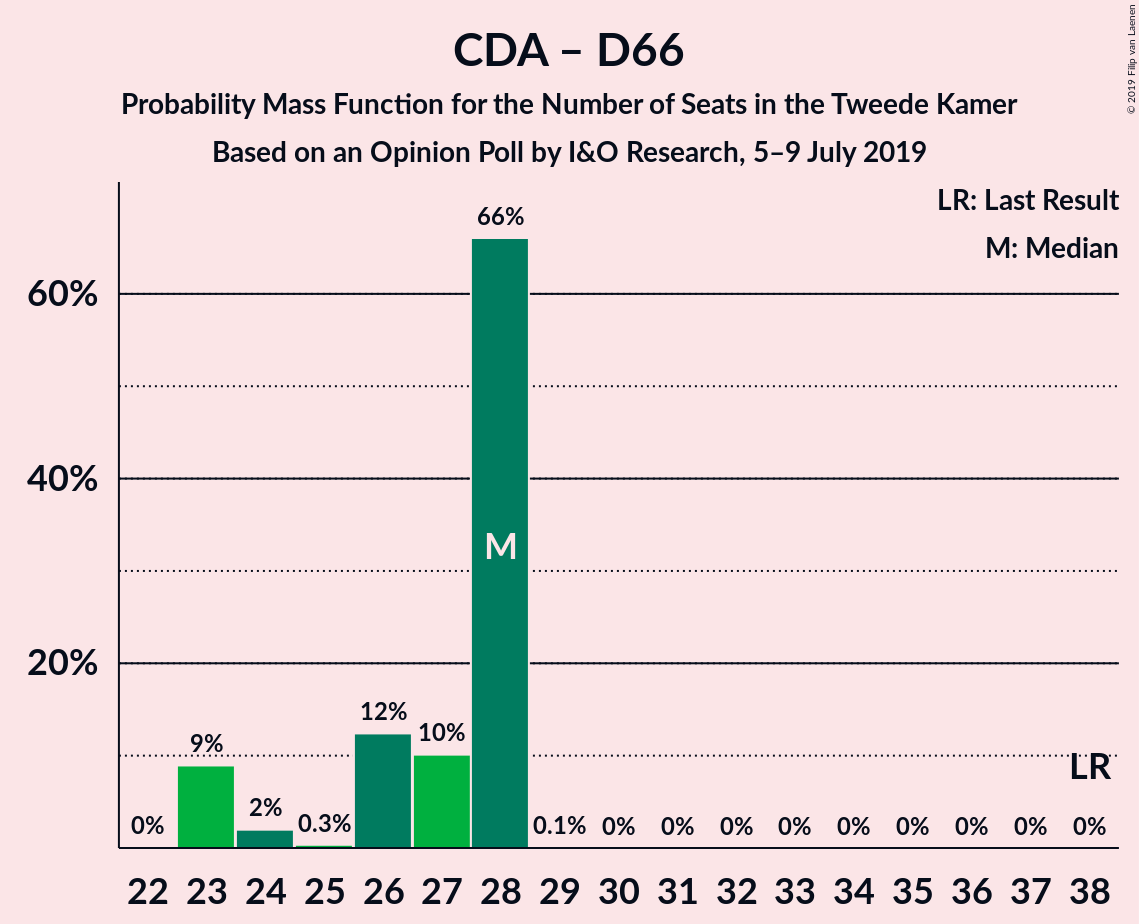 CDA – D66
Probability Mass Function for the Number of Seats in the Tweede Kamer
Based on an Opinion Poll by I&O Research, 5–9 July 2019
© 2019 Filip van Laenen
LR: Last Result
M: Median
60%
40%
20%
0%
9%
2%
0.3%
12%
10%
66%
M
0.1%
0%
0%
0%
0%
0%
0%
0%
0%
0%
LR
22 23 24 25 26 27 28 29 30 31 32 33 34 35 36 37 38